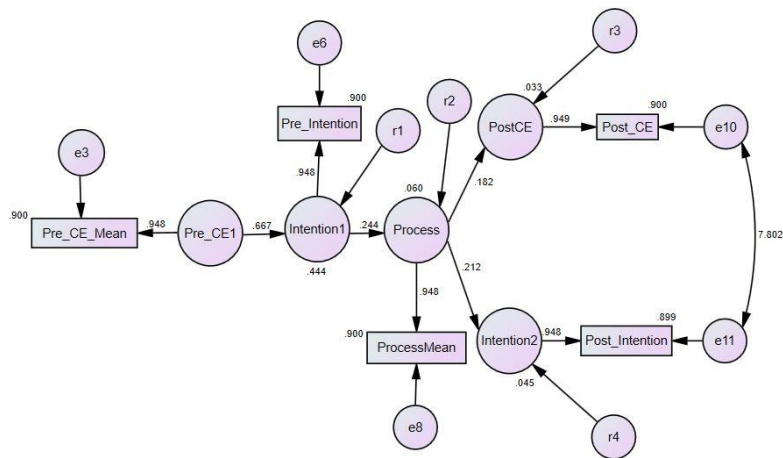 r3
e6
.033
.900
r2
.900
Pre_Intention
r1
PostCE
.949
Post_CE
e10
e3
.948
.060
.182
.900
.948
.667
.244
Pre_CE_Mean
Pre_CE1
Intention1
Process
.444
.212
7.802
.948
.899
.900
ProcessMean
Intention2
.948
Post_Intention
e11
.045
e8
r4